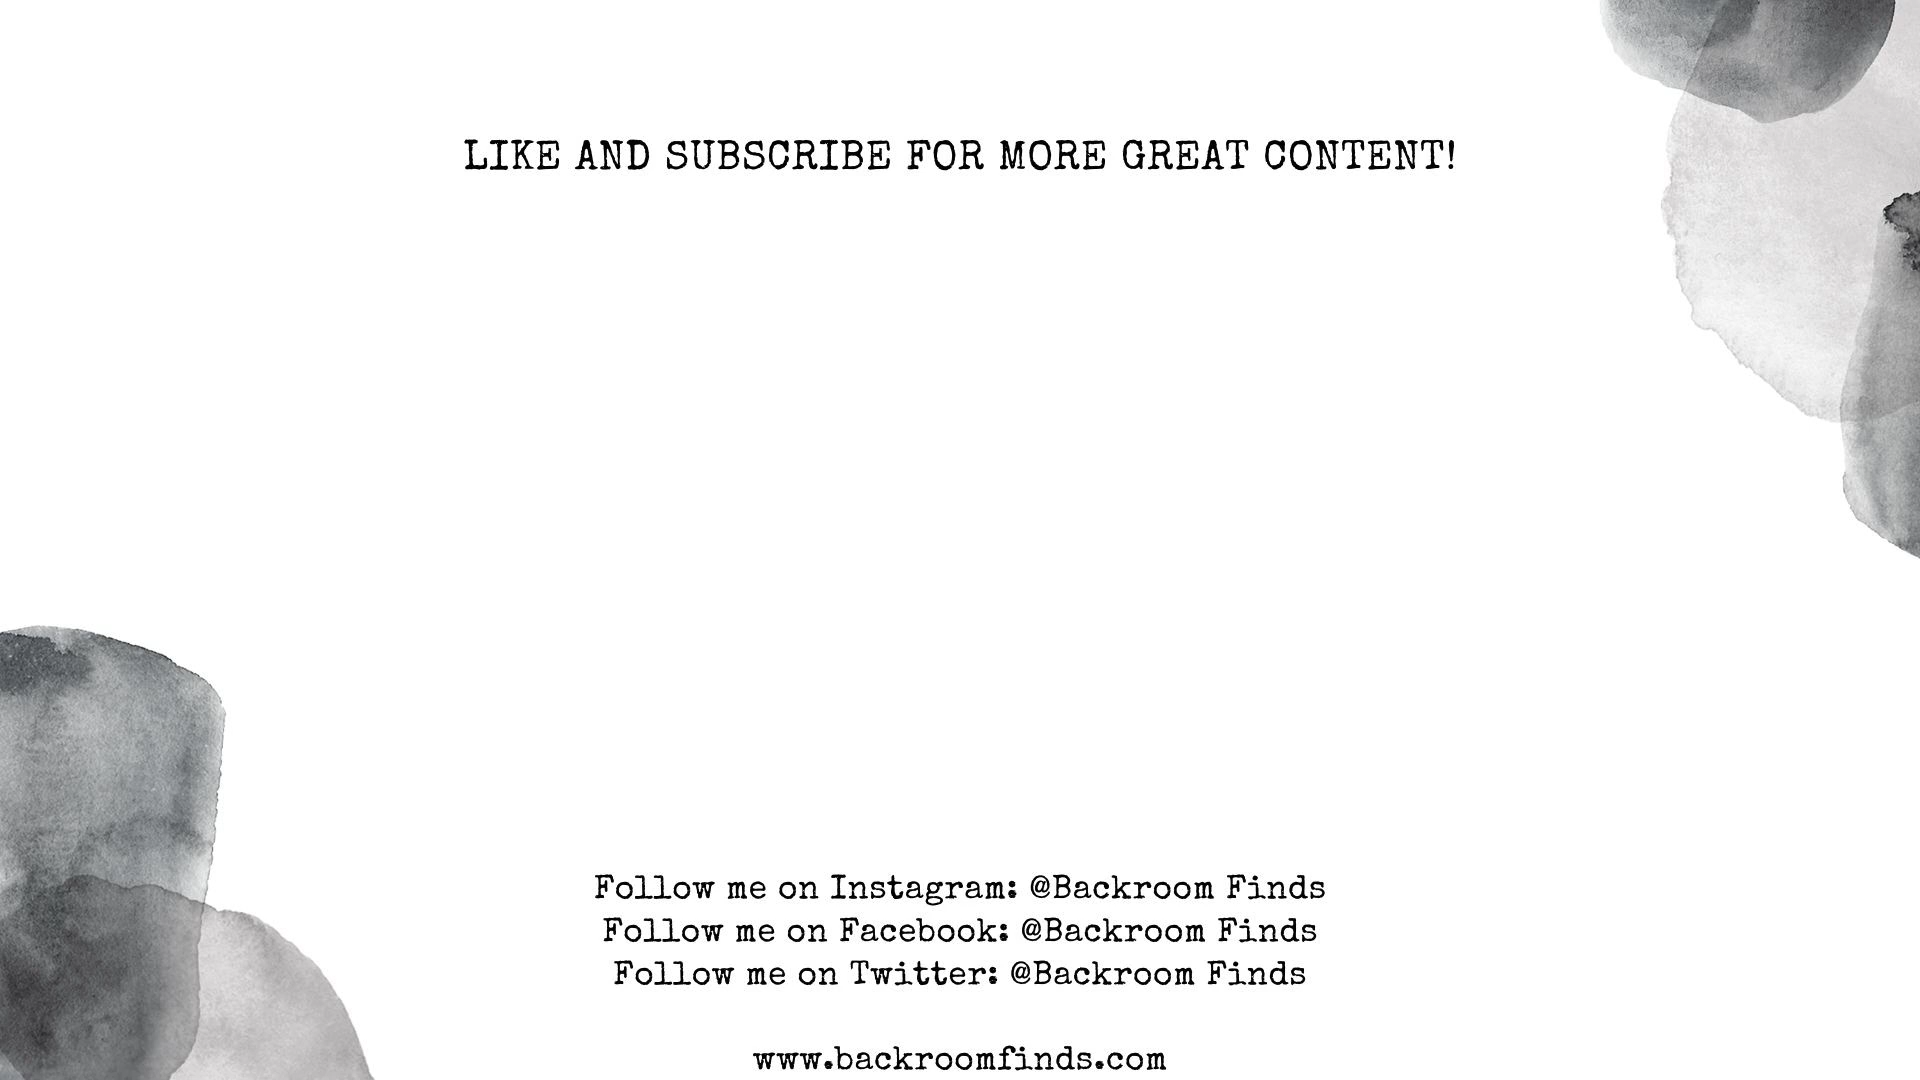 LIKE AND SUBSCRIBE FOR MORE GREAT CONTENT!
Follow me on Instagram: @Backroom Finds
Follow me on Facebook: @Backroom Finds
Follow me on Twitter: @Backroom Finds
www.backroomfinds.com